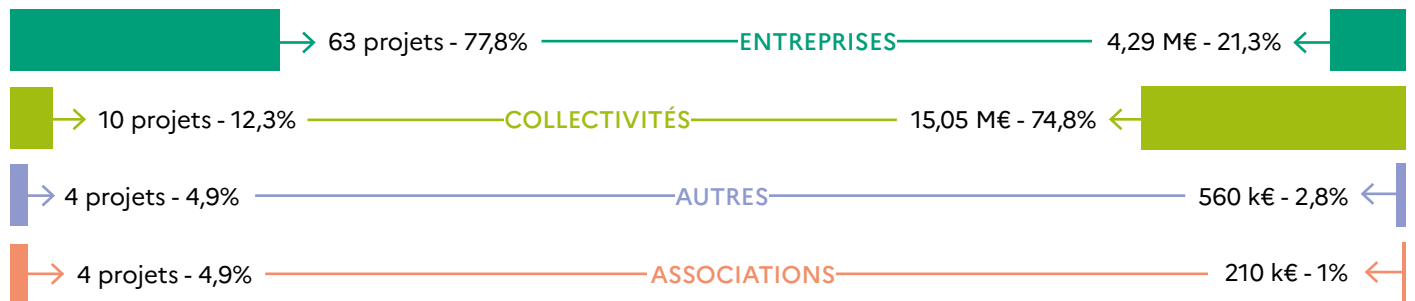 63 projets - 77,8% ENTREPRISES 4,29 M€ - 21,3%
10 projets - 12,3% COLLECTIVITÉS 15,05 M€ - 74,8%
4 projets - 4,9% AUTRES 560 k€ - 2,8%
4 projets - 4,9% ASSOCIATIONS 210 k€ - 1%